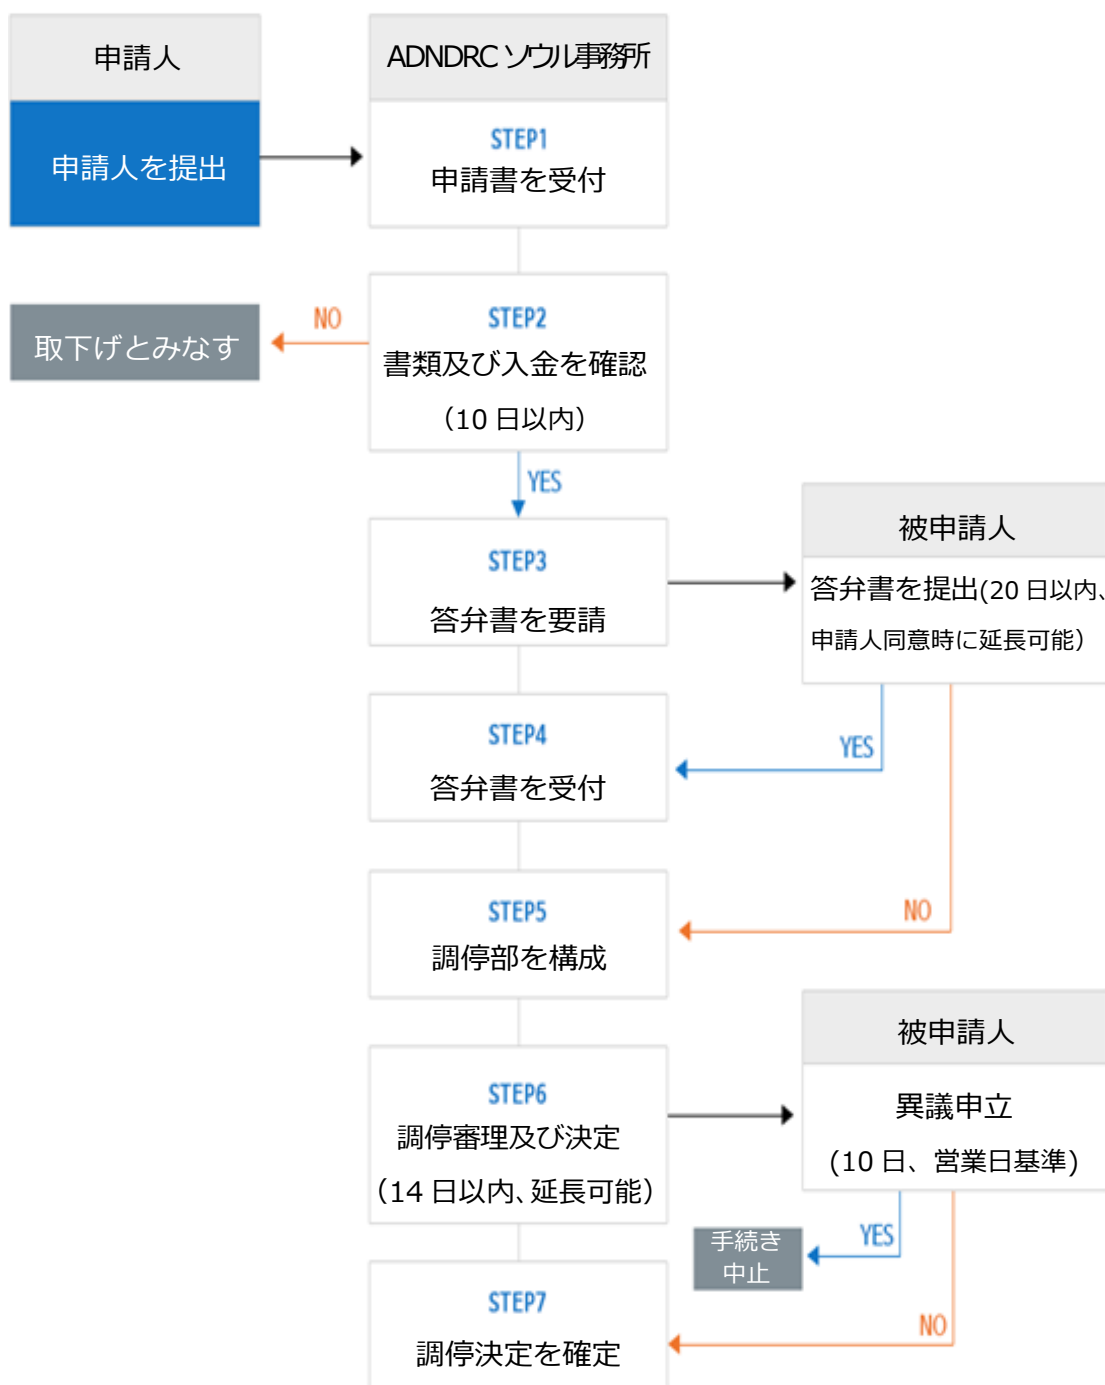 申請人
ADNDRC ソウル事務所
申請人を提出
STEP1
申請書を受付
取下げとみなす
NO
STEP2
書類及び入金を確認
（10 日以内）
YES
STEP3
答弁書を要請
被申請人
答弁書を提出(20 日以内、
申請人同意時に延長可能）
STEP4
答弁書を受付
YES
STEP5
調停部を構成
NO
STEP6
調停審理及び決定
（14 日以内、延長可能）
被申請人
異議申立
(10 日、営業日基準)
手続き
中止
YES
STEP7
調停決定を確定
NO